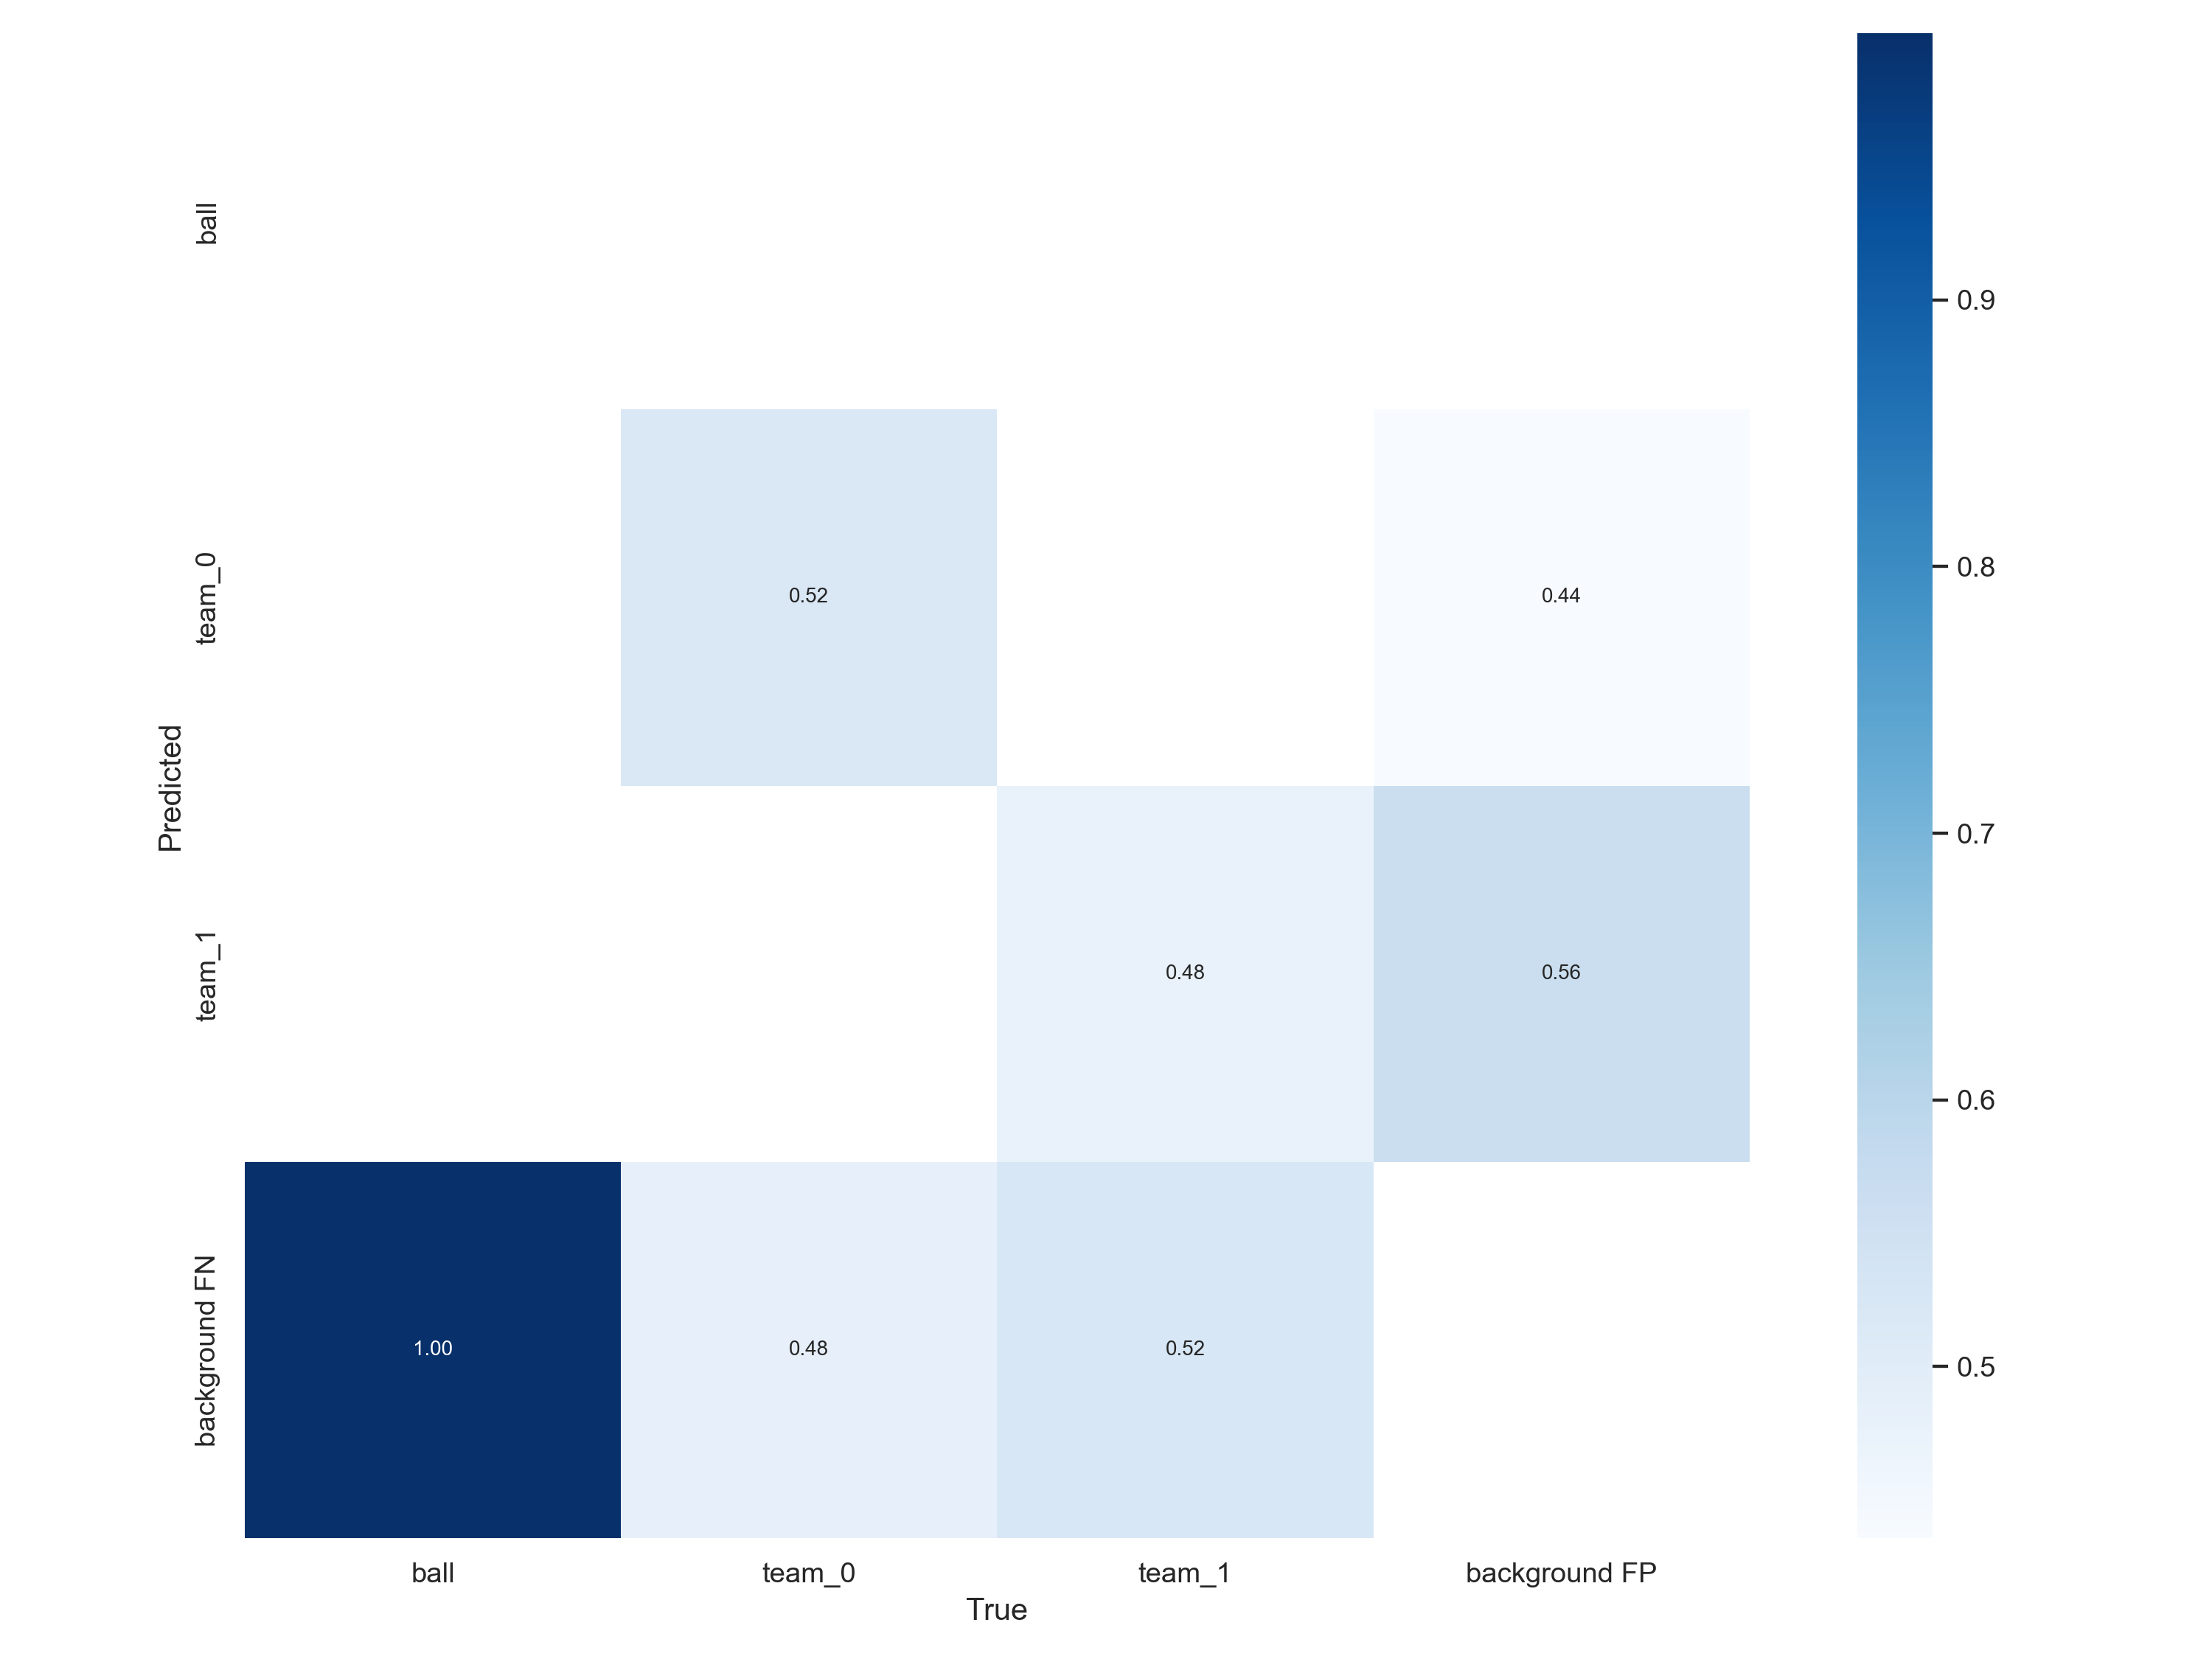 ball
team_0
team_1
background FN
Predicted
0.52
0.44
0.48
0.56
1.00
0.48
0.52
ball
team_0
team_1
background FP
True
0.9
0.8
0.7
0.6
0.5